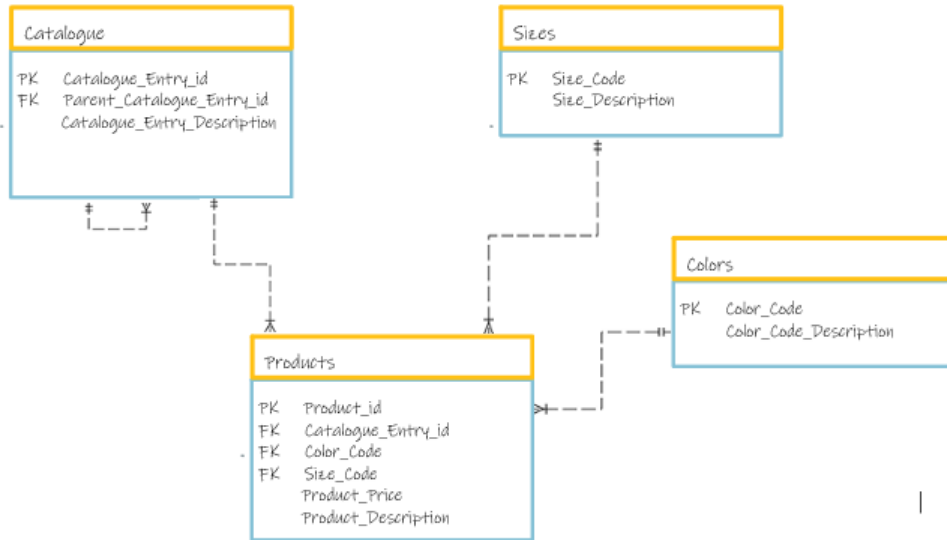 Catalogue
PK Catalogue_Entry_id
FK Parent_Catalogue_Entry_id
Catalogue_Entry_Description
Sizes
PK Size_Code
Size_Description
Colors
PK Color_Code
Color_Code_Description
Products
PK Product_id
FK Catalogue_Entry_id
FK Color_Code
FK Size_Code
Product_Price
Product_Description